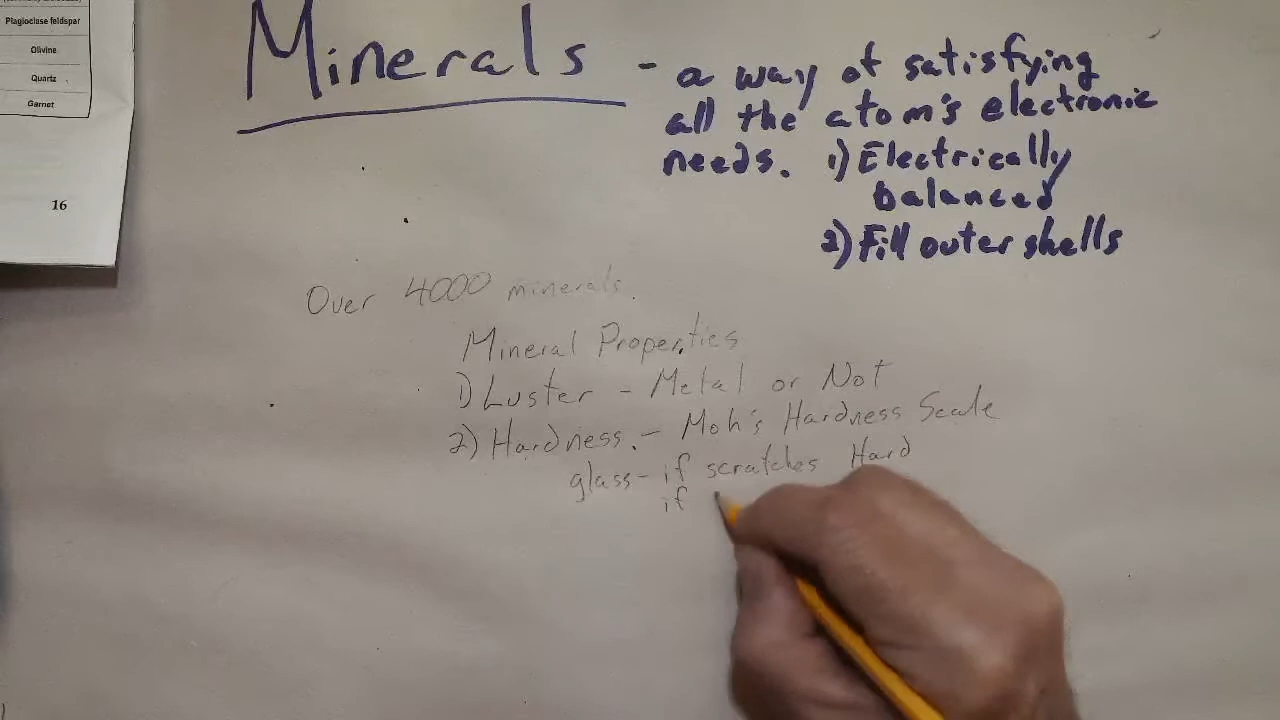 Plagioclase feldspar
Olivine
Quartz
Garnet
16
Minerals - a way of satisfying
all the atom's electronic
needs. 1) Electrically
balanced
2) Fill outer shells
Over 4000 minerals.
Mineral Properties
1) Luster - Metal or Not
2) Hardness. - Moh's Hardness Scale
glass - if scratches Hard
if